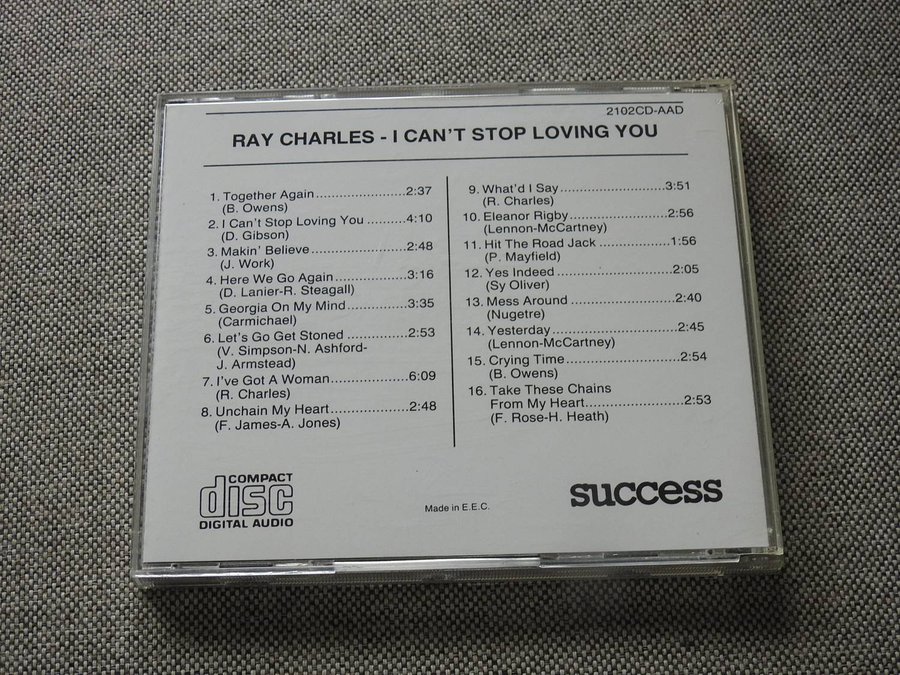 2102CD-AAD
RAY CHARLES - I CAN'T STOP LOVING YOU
1. Together Again....................2:37
(B. Owens)
2. I Can't Stop Loving You .........4:10
(D. Gibson)
3. Makin' Believe......................2:48
(J. Work)
4. Here We Go Again................3:16
(D. Lanier-R. Steagall)
5. Georgia On My Mind.............3:35
(Carmichael)
6. Let's Go Get Stoned ..............2:53
(V. Simpson-N. Ashford-
J. Armstead)
7. I've Got A Woman..................6:09
(R. Charles)
8. Unchain My Heart..................2:48
(F. James-A. Jones)
9. What'd I Say.......................3:51
(R. Charles)
10. Eleanor Rigby.....................2:56
(Lennon-McCartney)
11. Hit The Road Jack ................1:56
(P. Mayfield)
12. Yes Indeed.........................2:05
(Sy Oliver)
13. Mess Around .......................2:40
(Nugetre)
14. Yesterday............................2:45
(Lennon-McCartney)
15. Crying Time.........................2:54
(B. Owens)
16. Take These Chains
From My Heart......................2:53
(F. Rose-H. Heath)
COMPACT
disc
DIGITAL AUDIO
Made in E.E.C.
success